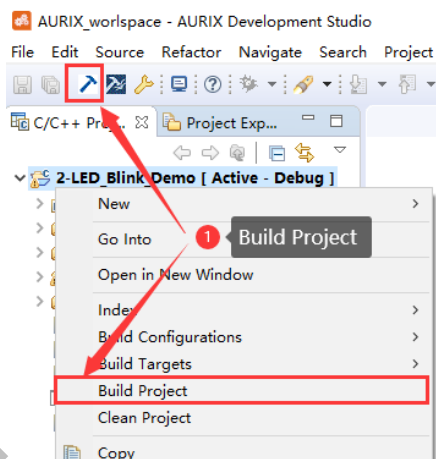 AURIX_worlspace - AURIX Development Studio
File Edit Source Refactor Navigate Search Project
C/C++ Pro... Project Exp...
2-LED_Blink_Demo [ Active - Debug ]
New
Go Into
1 Build Project
Open in New Window
Index
Build Configurations
Build Targets
Build Project
Clean Project
Copy